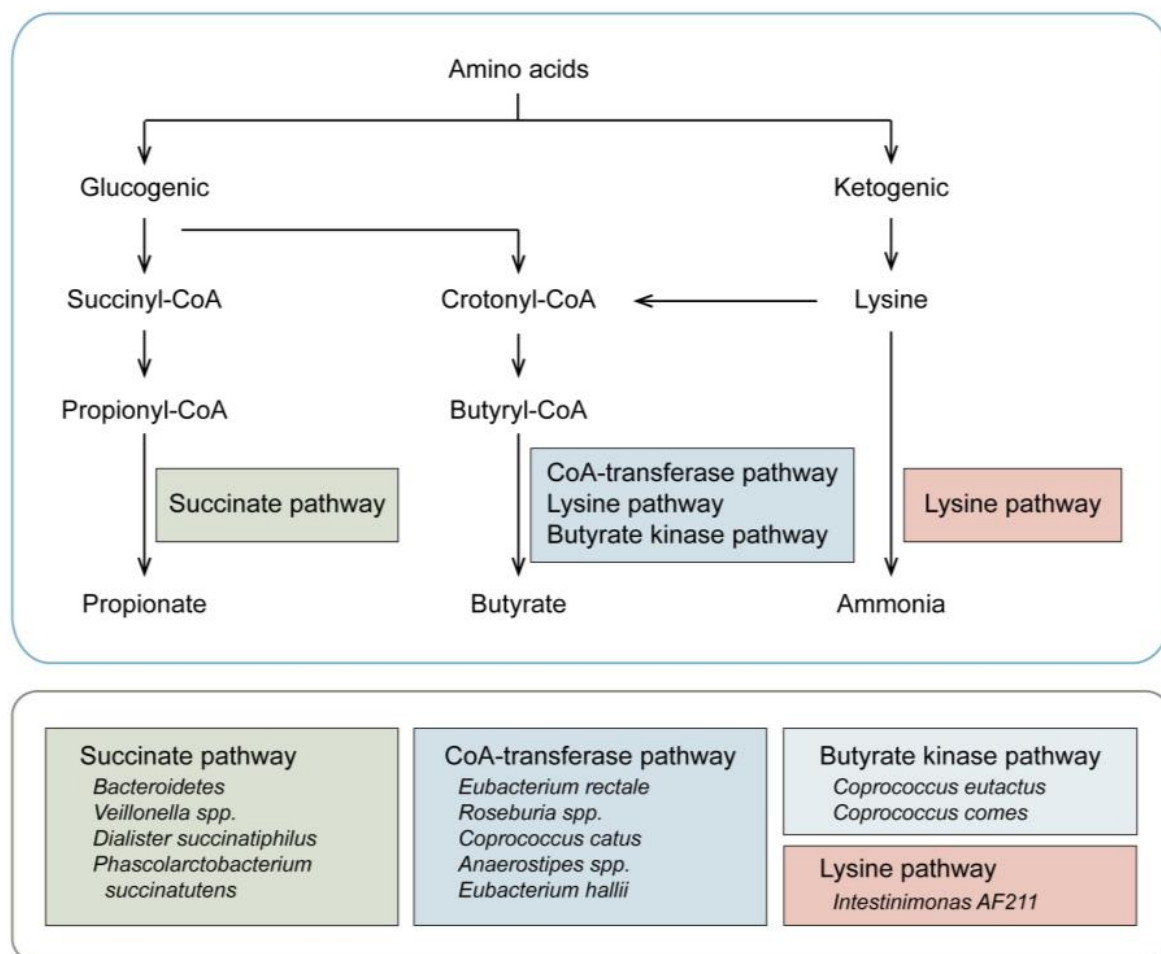 Amino acids
Glucogenic
Ketogenic
Succinyl-CoA
Crotonyl-CoA
Lysine
Propionyl-CoA
Butyryl-CoA
Succinate pathway
CoA-transferase pathway
Lysine pathway
Butyrate kinase pathway
Lysine pathway
Propionate
Butyrate
Ammonia
Succinate pathway
Bacteroidetes
Veillonella spp.
Dialister succinatiphilus
Phascolarctobacterium
succinatutens
CoA-transferase pathway
Eubacterium rectale
Roseburia spp.
Coprococcus catus
Anaerostipes spp.
Eubacterium hallii
Butyrate kinase pathway
Coprococcus eutactus
Coprococcus comes
Lysine pathway
Intestinimonas AF211